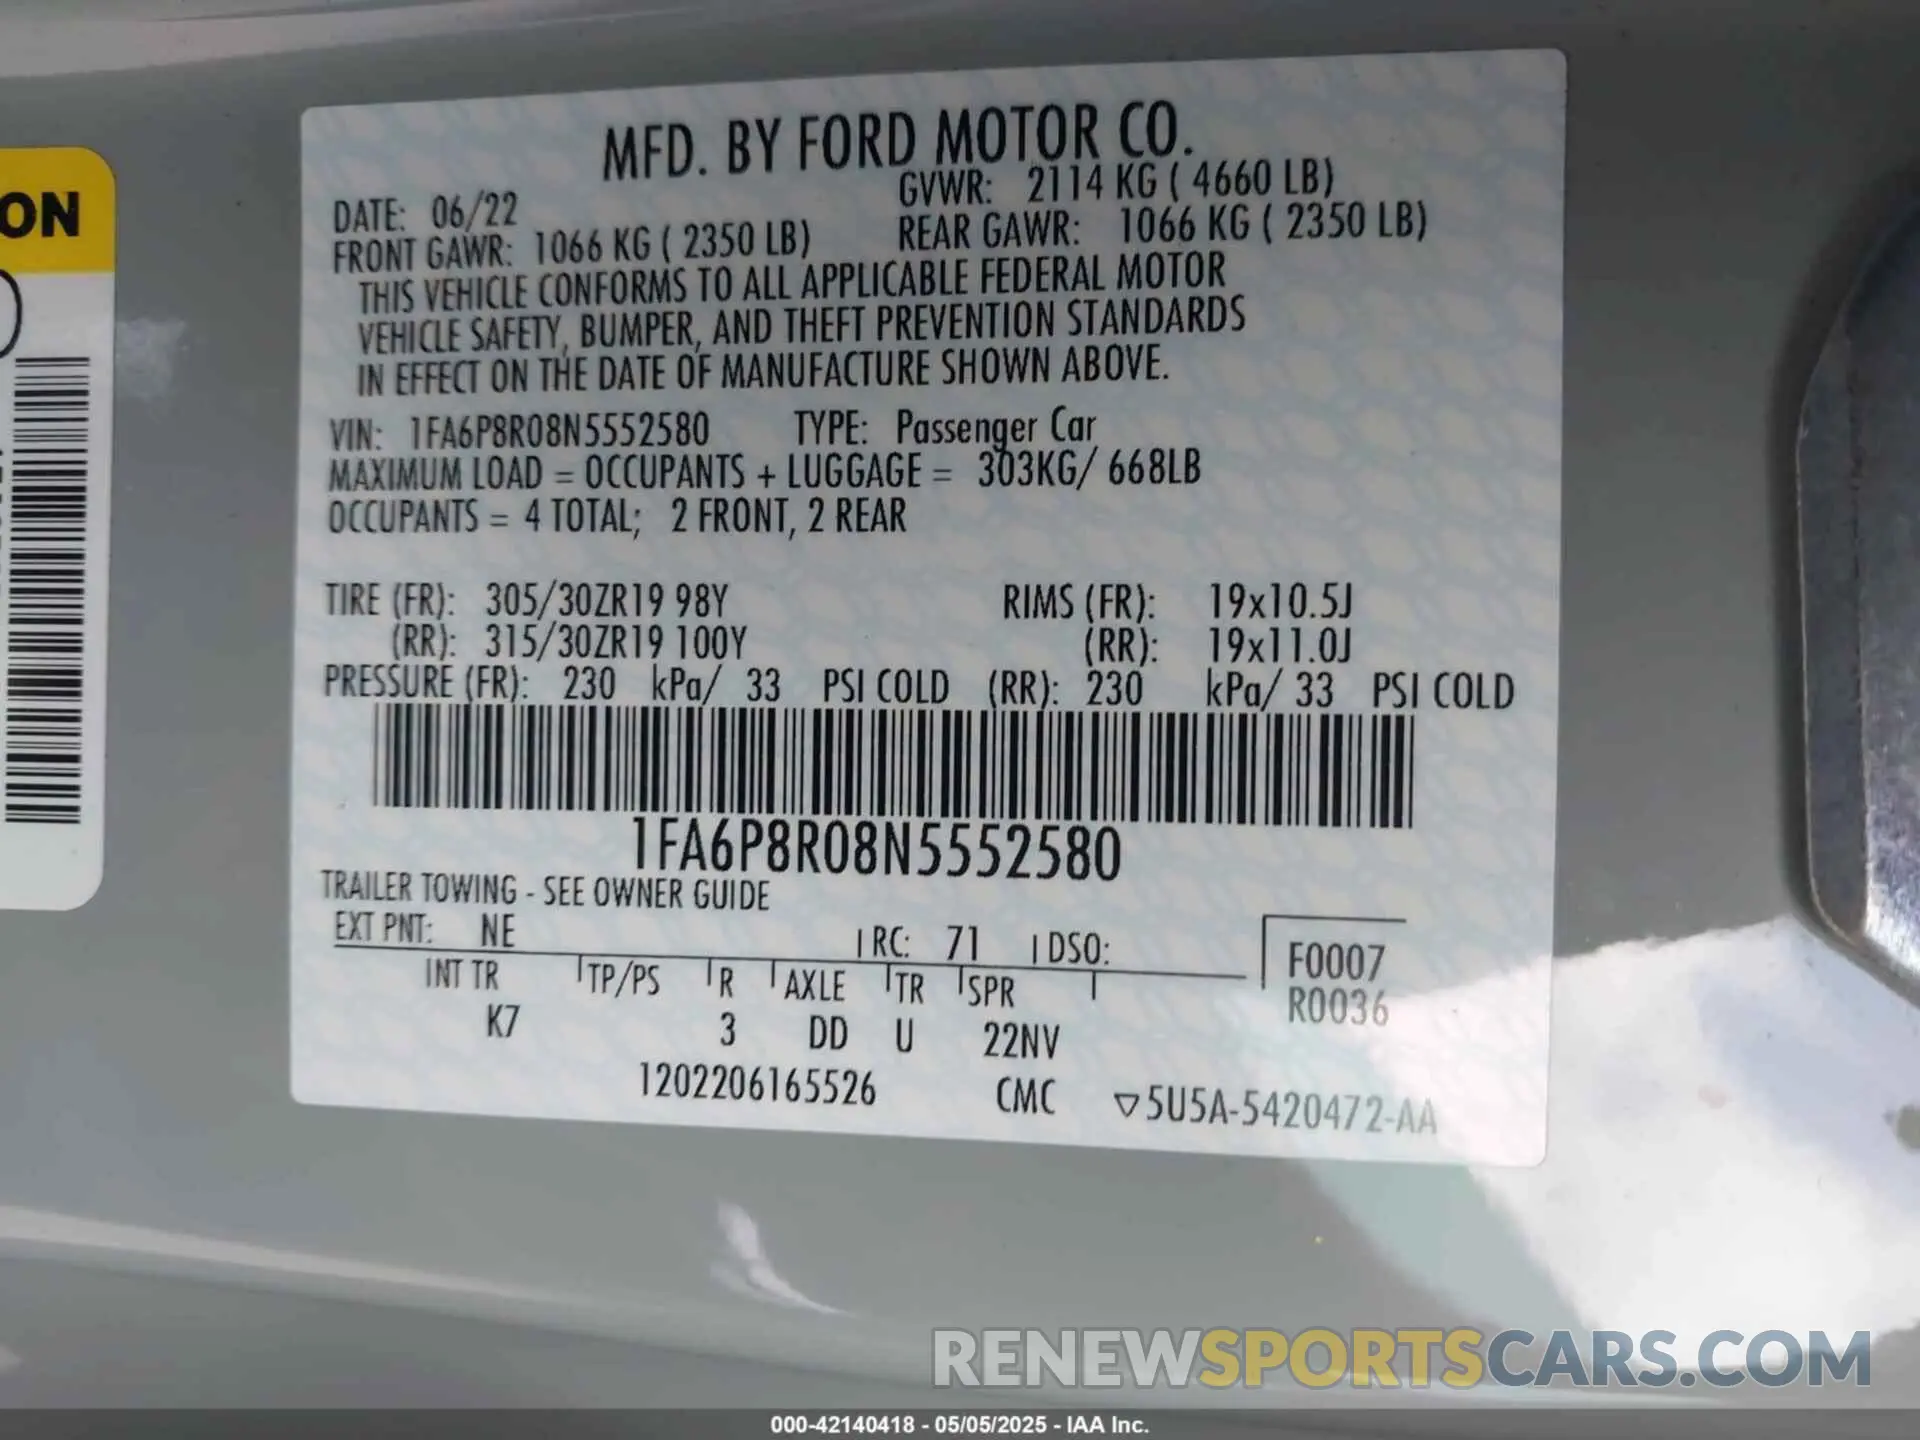 MFD. BY FORD MOTOR CO.
DATE: 06/22 GVWR: 2114 KG ( 4660 LB)
FRONT GAWR: 1066 KG ( 2350 LB) REAR GAWR: 1066 KG ( 2350 LB)
THIS VEHICLE CONFORMS TO ALL APPLICABLE FEDERAL MOTOR
VEHICLE SAFETY, BUMPER, AND THEFT PREVENTION STANDARDS
IN EFFECT ON THE DATE OF MANUFACTURE SHOWN ABOVE.
VIN: 1FA6P8R08N5552580 TYPE: Passenger Car
MAXIMUM LOAD = OCCUPANTS + LUGGAGE = 303KG/ 668LB
OCCUPANTS = 4 TOTAL; 2 FRONT, 2 REAR
TIRE (FR): 305/30ZR19 98Y RIMS (FR): 19x10.5J
(RR): 315/30ZR19 100Y (RR): 19x11.0J
PRESSURE (FR): 230 kPa/ 33 PSI COLD (RR): 230 kPa/ 33 PSI COLD
1FA6P8R08N5552580
TRAILER TOWING - SEE OWNER GUIDE
EXT PNT: NE RC: 71 DSO: F0007
INT TR TP/PS R AXLE TR SPR R0036
K7 3 DD U 22NV
1202206165526 CMC ▽5U5A-5420472-AA
ON
RENEWSPORTSCARS.COM
000-42140418 - 05/05/2025 - IAA Inc.